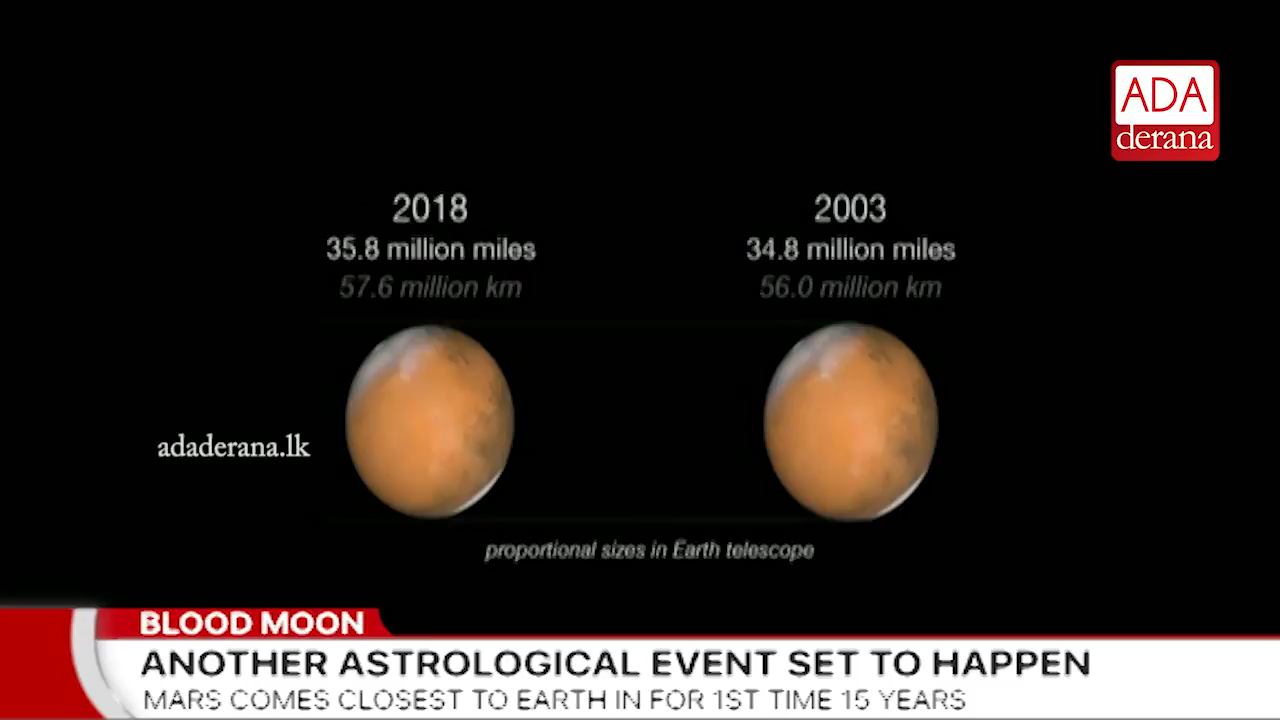 ADA
derana
2018
2003
35.8 million miles
34.8 million miles
57.6 million km
56.0 million km
adaderana.lk
proportional sizes in Earth telescope
BLOOD MOON
ANOTHER ASTROLOGICAL EVENT SET TO HAPPEN
MARS COMES CLOSEST TO EARTH IN FOR 1ST TIME 15 YEARS